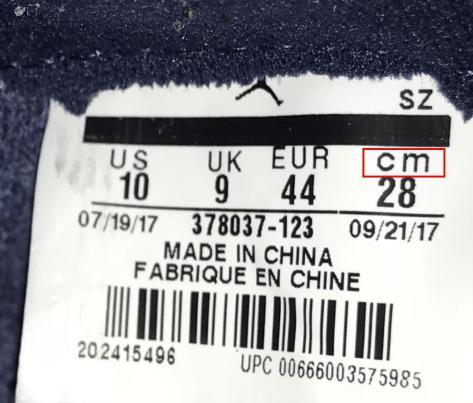 SZ
US UK EUR cm
10 9 44 28
07/19/17 378037-123 09/21/17
MADE IN CHINA
FABRIQUE EN CHINE
202415496 UPC 00666003575985